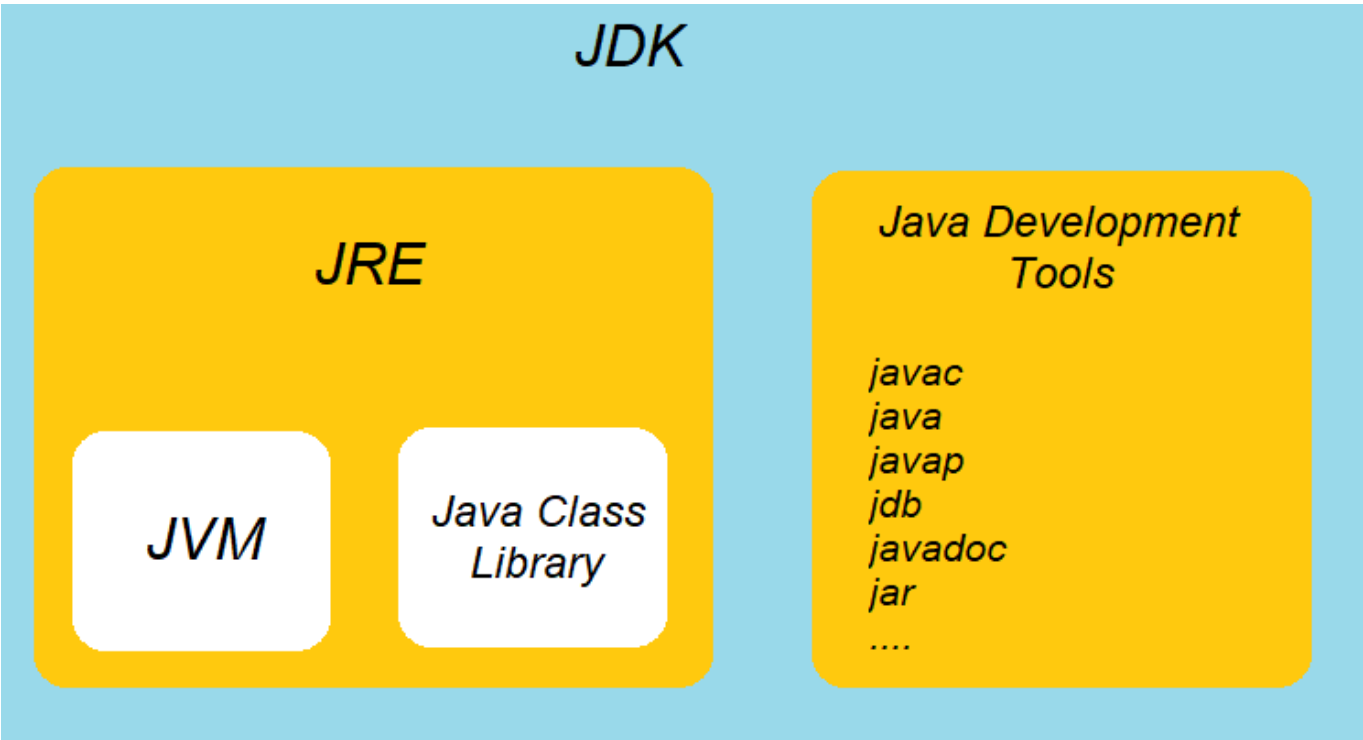 JDK
JRE
JVM
Java Class
Library
Java Development
Tools
javac
java
javap
jdb
javadoc
jar
....